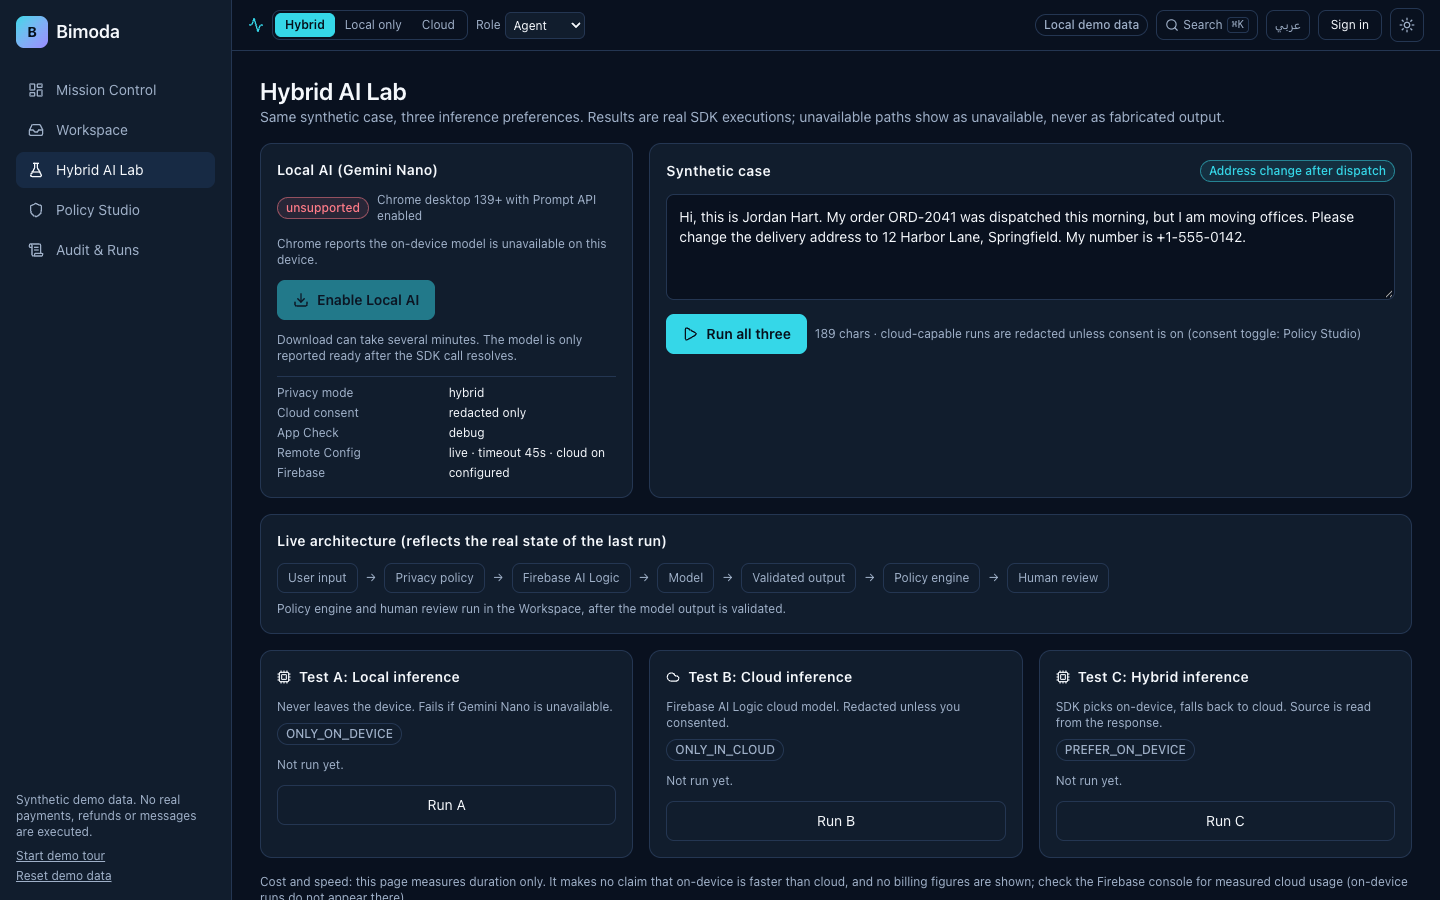 B Bimoda
Mission Control
Workspace
Hybrid AI Lab
Policy Studio
Audit & Runs
Synthetic demo data. No real
payments, refunds or messages
are executed.
Start demo tour
Reset demo data
Hybrid Local only Cloud Role Agent Local demo data Search ⌘K عربي Sign in
Hybrid AI Lab
Same synthetic case, three inference preferences. Results are real SDK executions; unavailable paths show as unavailable, never as fabricated output.
Local AI (Gemini Nano)
unsupported Chrome desktop 139+ with Prompt API
enabled
Chrome reports the on-device model is unavailable on this
device.
Enable Local AI
Download can take several minutes. The model is only
reported ready after the SDK call resolves.
Privacy mode hybrid
Cloud consent redacted only
App Check debug
Remote Config live · timeout 45s · cloud on
Firebase configured
Synthetic case Address change after dispatch
Hi, this is Jordan Hart. My order ORD-2041 was dispatched this morning, but I am moving offices. Please
change the delivery address to 12 Harbor Lane, Springfield. My number is +1-555-0142.
Run all three 189 chars · cloud-capable runs are redacted unless consent is on (consent toggle: Policy Studio)
Live architecture (reflects the real state of the last run)
User input → Privacy policy → Firebase AI Logic → Model → Validated output → Policy engine → Human review
Policy engine and human review run in the Workspace, after the model output is validated.
Test A: Local inference
Never leaves the device. Fails if Gemini Nano is unavailable.
ONLY_ON_DEVICE
Not run yet.
Run A
Test B: Cloud inference
Firebase AI Logic cloud model. Redacted unless you
consented.
ONLY_IN_CLOUD
Not run yet.
Run B
Test C: Hybrid inference
SDK picks on-device, falls back to cloud. Source is read
from the response.
PREFER_ON_DEVICE
Not run yet.
Run C
Cost and speed: this page measures duration only. It makes no claim that on-device is faster than cloud, and no billing figures are shown; check the Firebase console for measured cloud usage (on-device
runs do not appear there)